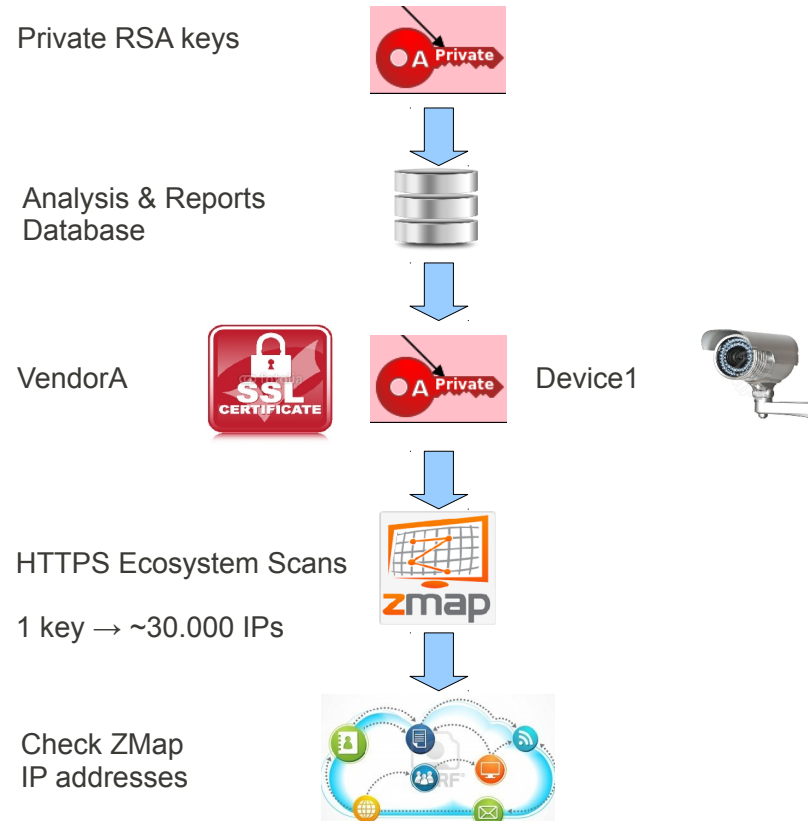 Private RSA keys
A Private
Analysis & Reports
Database
VendorA
SSL
CERTIFICATE
A Private
Device1
HTTPS Ecosystem Scans
zmap
1 key → ~30.000 IPs
Check ZMap
IP addresses